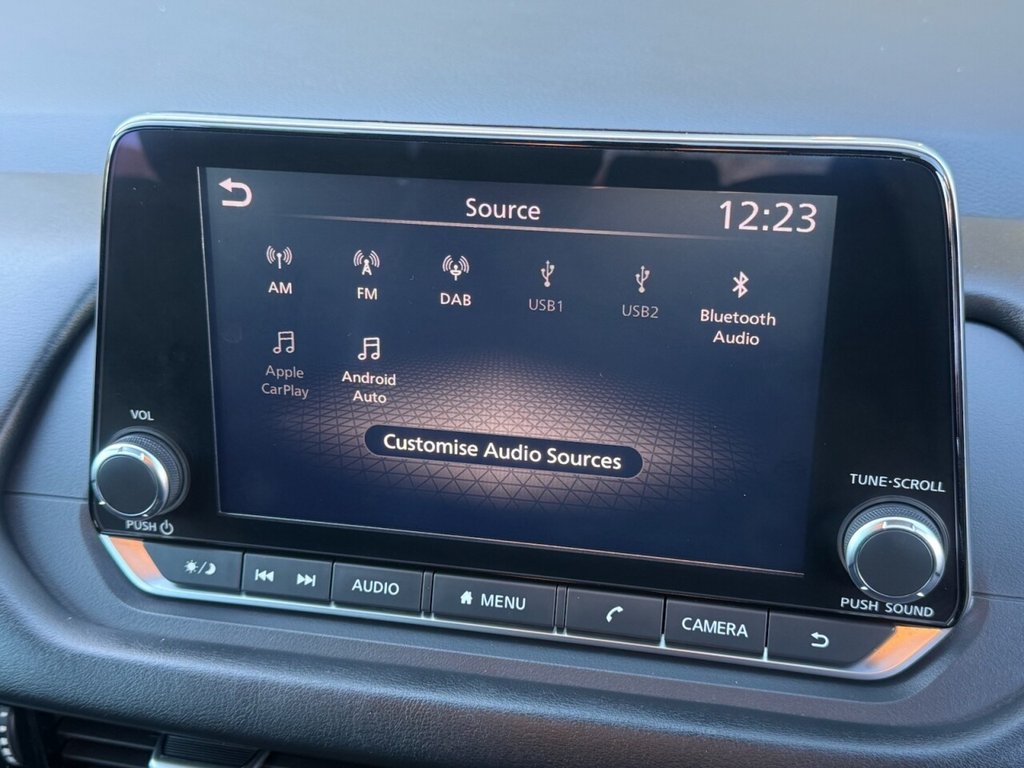 Source
12:23
AM
FM
DAB
USB1
USB2
Bluetooth
Audio
Apple
CarPlay
Android
Auto
Customise Audio Sources
VOL
PUSH
TUNE·SCROLL
PUSH SOUND
AUDIO
MENU
CAMERA